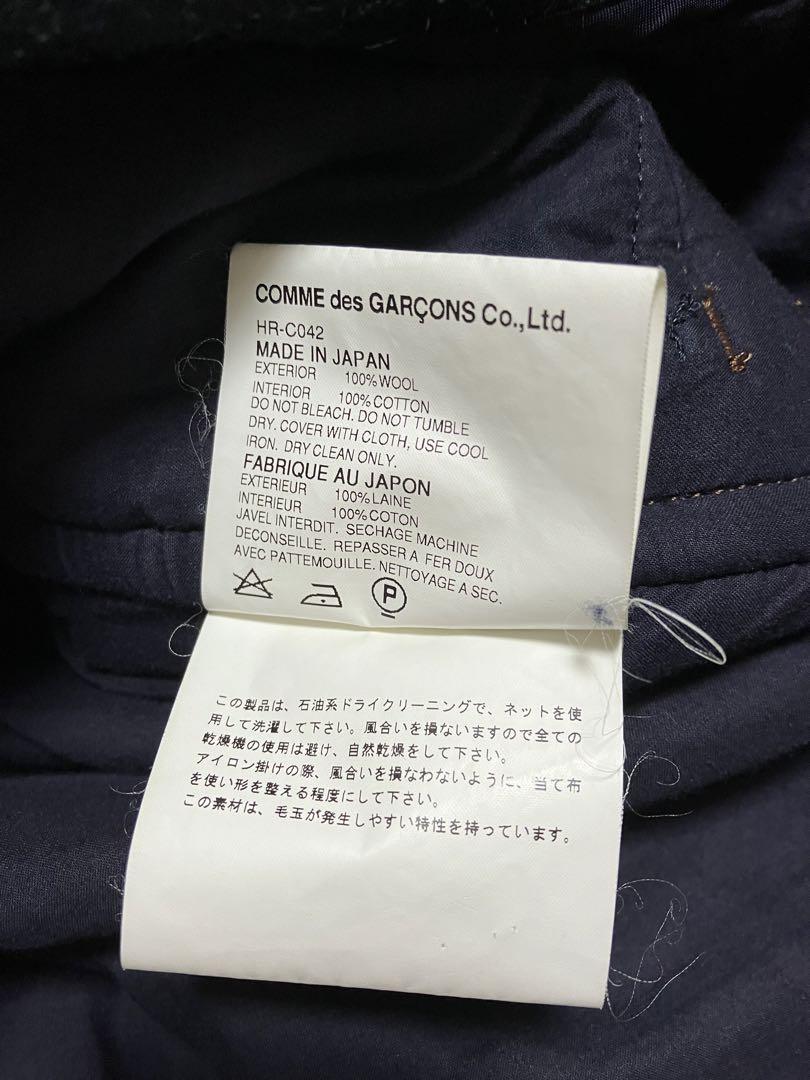 COMME des GARÇONS Co.,Ltd.
HR-C042
MADE IN JAPAN
EXTERIOR 100%WOOL
INTERIOR 100%COTTON
DO NOT BLEACH. DO NOT TUMBLE
DRY. COVER WITH CLOTH, USE COOL
IRON. DRY CLEAN ONLY.
FABRIQUE AU JAPON
EXTERIEUR 100%LAINE
INTERIEUR 100%COTON
JAVEL INTERDIT. SECHAGE MACHINE
DECONSEILLE. REPASSER A FER DOUX
AVEC PATTEMOUILLE. NETTOYAGE A SEC.
P
この製品は、石油系ドライクリーニングで、ネットを使
用して洗濯して下さい。風合いを損ないますので全ての
乾燥機の使用は避け、自然乾燥をして下さい。
アイロン掛けの際、風合いを損なわないように、当て布
を使い形を整える程度にして下さい。
この素材は、毛玉が発生しやすい特性を持っています。